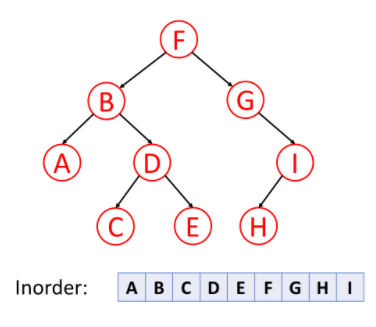 F
B G
A D I
C E H
Inorder: A B C D E F G H I